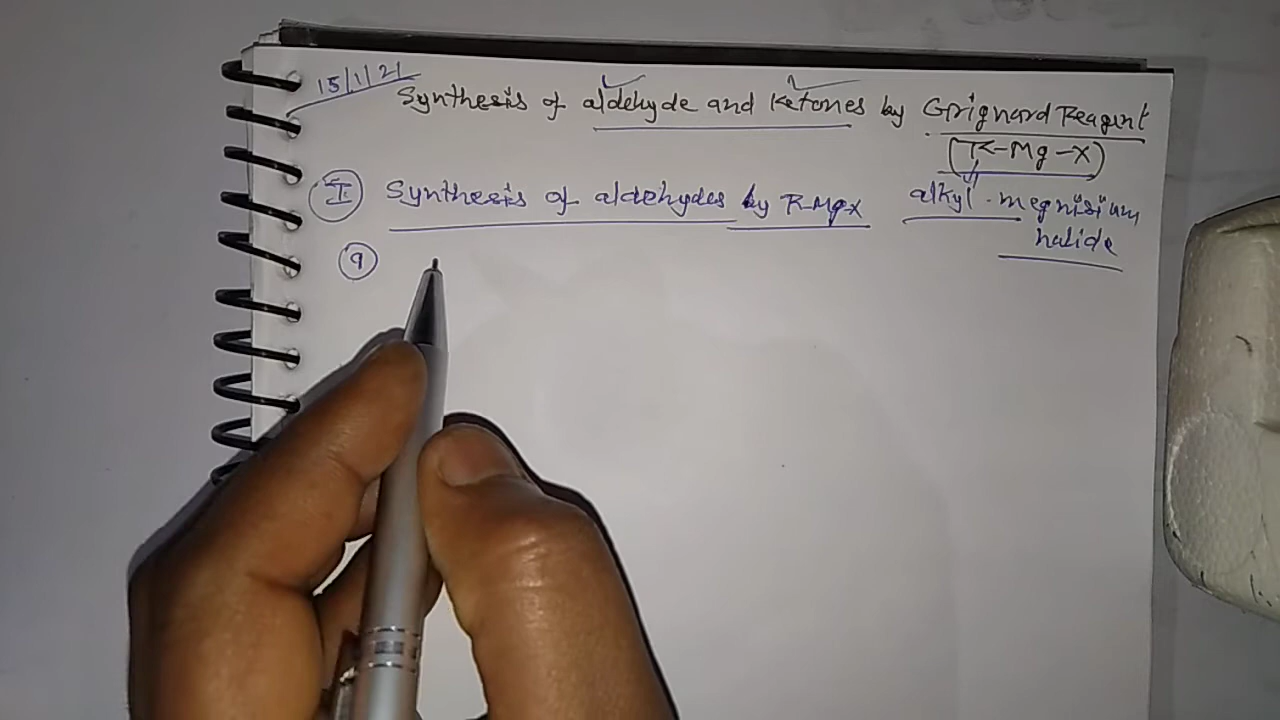 15/1/21
Synthesis of aldehyde and Ketones by Grignard Reagent
(R-Mg-X)
I Synthesis of aldehydes by R-Mgx
alkyl - megnisium
halide
a